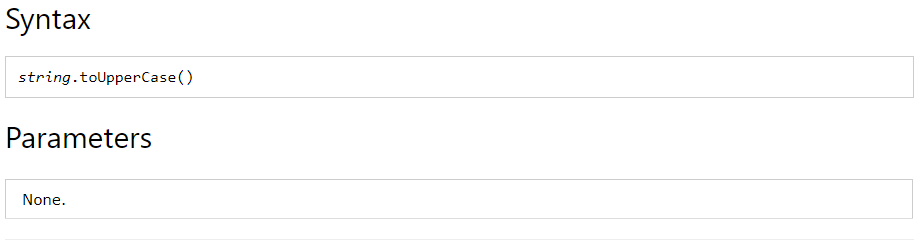 Syntax
string.toUpperCase()
Parameters
None.